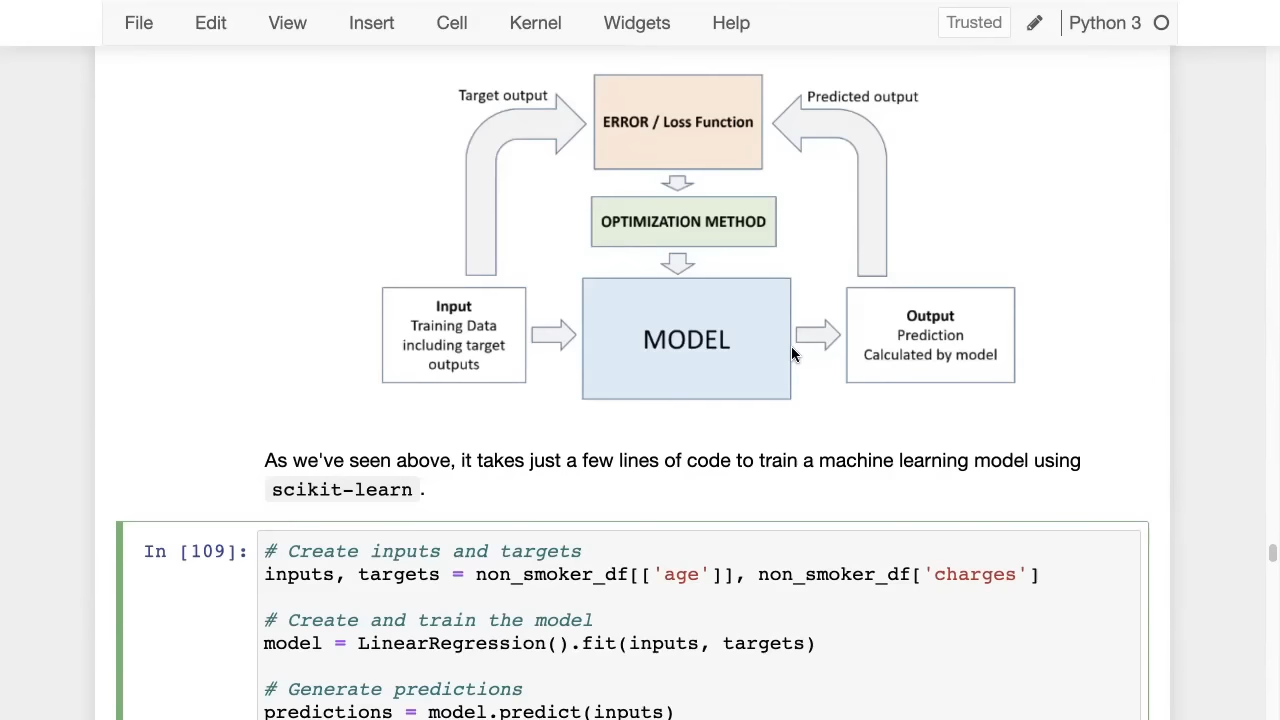 File Edit View Insert Cell Kernel Widgets Help Trusted Python 3
Target output
Predicted output
ERROR / Loss Function
OPTIMIZATION METHOD
Input
Training Data
including target
outputs
MODEL
Output
Prediction
Calculated by model
As we've seen above, it takes just a few lines of code to train a machine learning model using
scikit-learn .
In [109]: # Create inputs and targets
inputs, targets = non_smoker_df[['age']], non_smoker_df['charges']
# Create and train the model
model = LinearRegression().fit(inputs, targets)
# Generate predictions
predictions = model.predict(inputs)